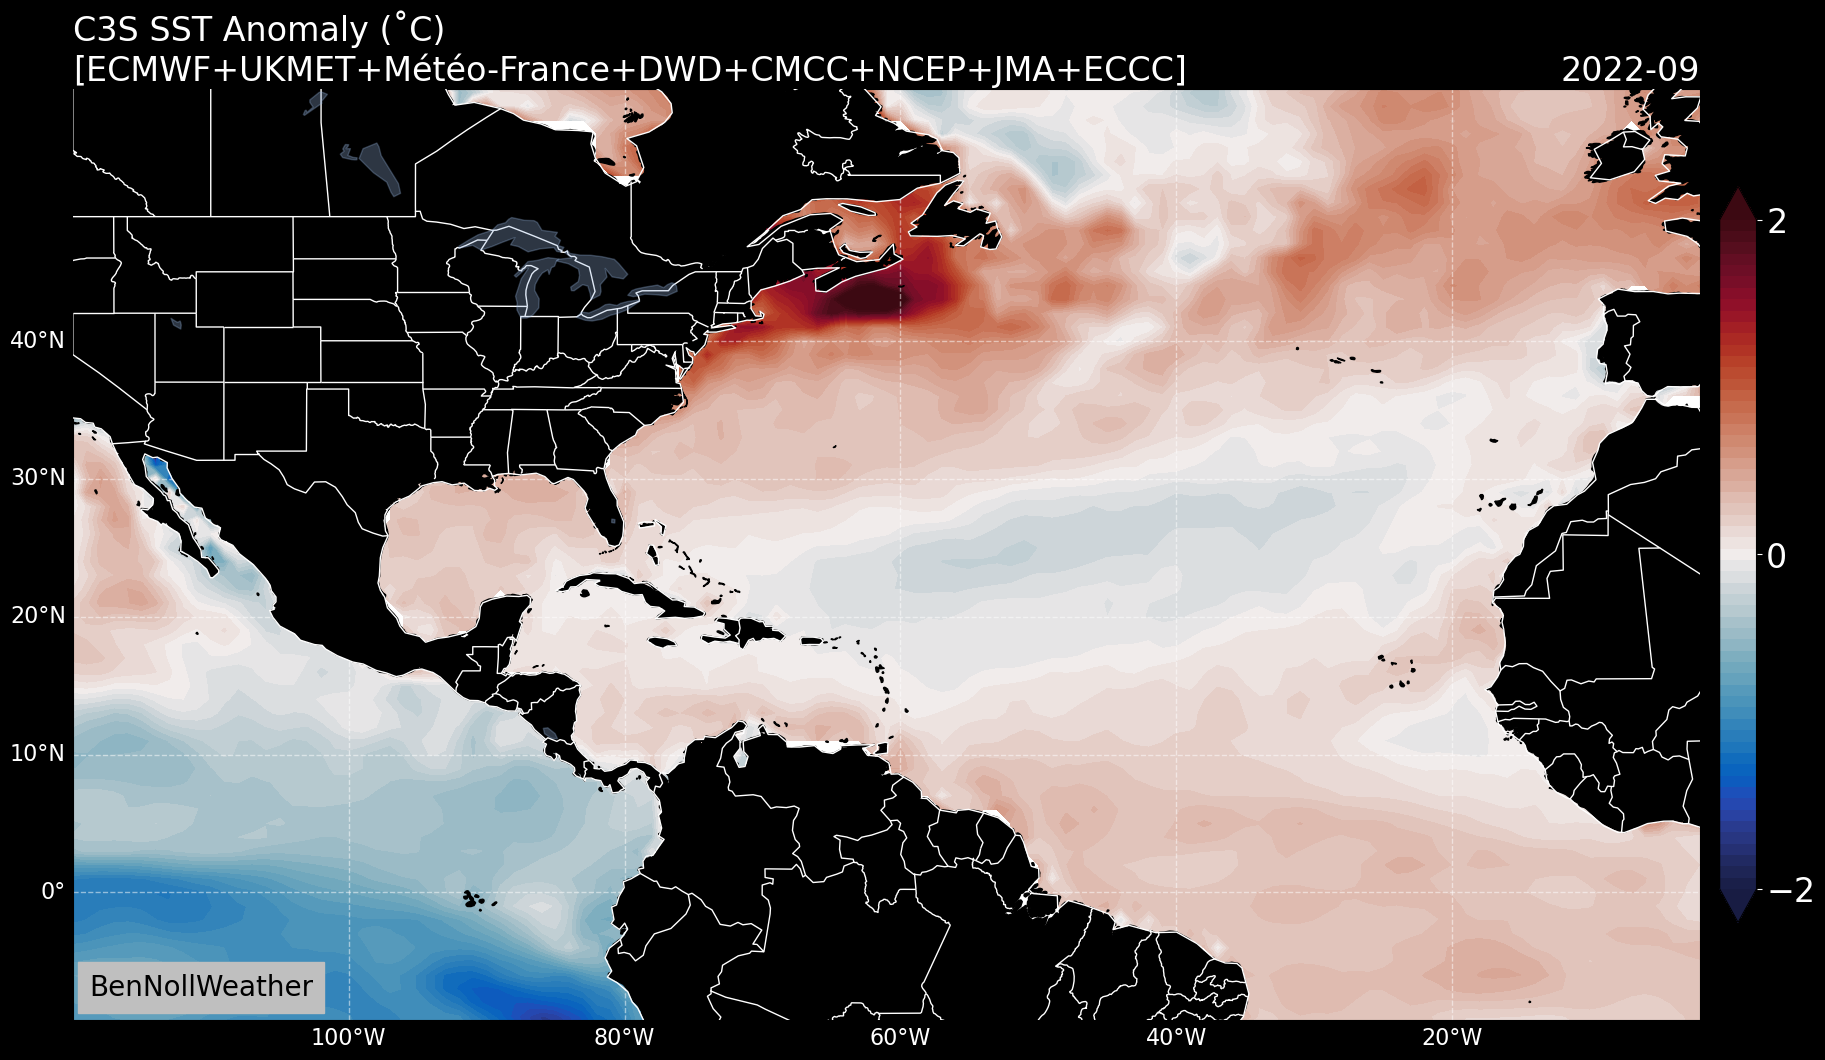 C3S SST Anomaly (˚C)
[ECMWF+UKMET+Météo-France+DWD+CMCC+NCEP+JMA+ECCC]
2022-09
40°N
30°N
20°N
10°N
0°
100°W
80°W
60°W
40°W
20°W
2
0
−2
BenNollWeather